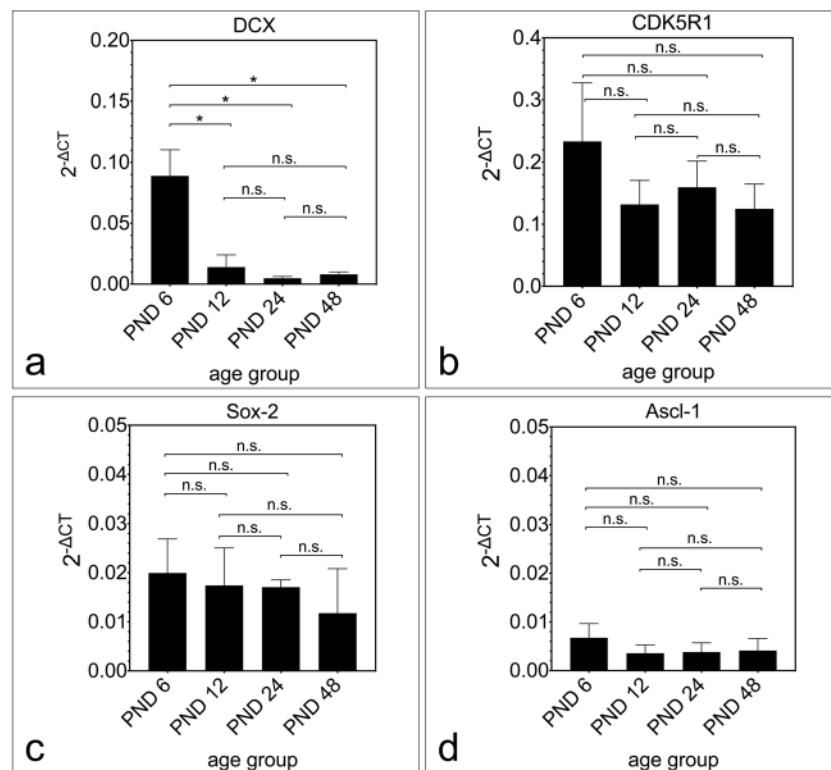 DCX
0.20
0.15
0.10
0.05
0.00
2-ΔCT
*
*
*
n.s.
n.s.
n.s.
PND 6
PND 12
PND 24
PND 48
age group
a
CDK5R1
0.4
0.3
0.2
0.1
0.0
2-ΔCT
n.s.
n.s.
n.s.
n.s.
n.s.
n.s.
PND 6
PND 12
PND 24
PND 48
age group
b
Sox-2
0.05
0.04
0.03
0.02
0.01
0.00
2-ΔCT
n.s.
n.s.
n.s.
n.s.
n.s.
n.s.
PND 6
PND 12
PND 24
PND 48
age group
c
Ascl-1
0.05
0.04
0.03
0.02
0.01
0.00
2-ΔCT
n.s.
n.s.
n.s.
n.s.
n.s.
n.s.
PND 6
PND 12
PND 24
PND 48
age group
d